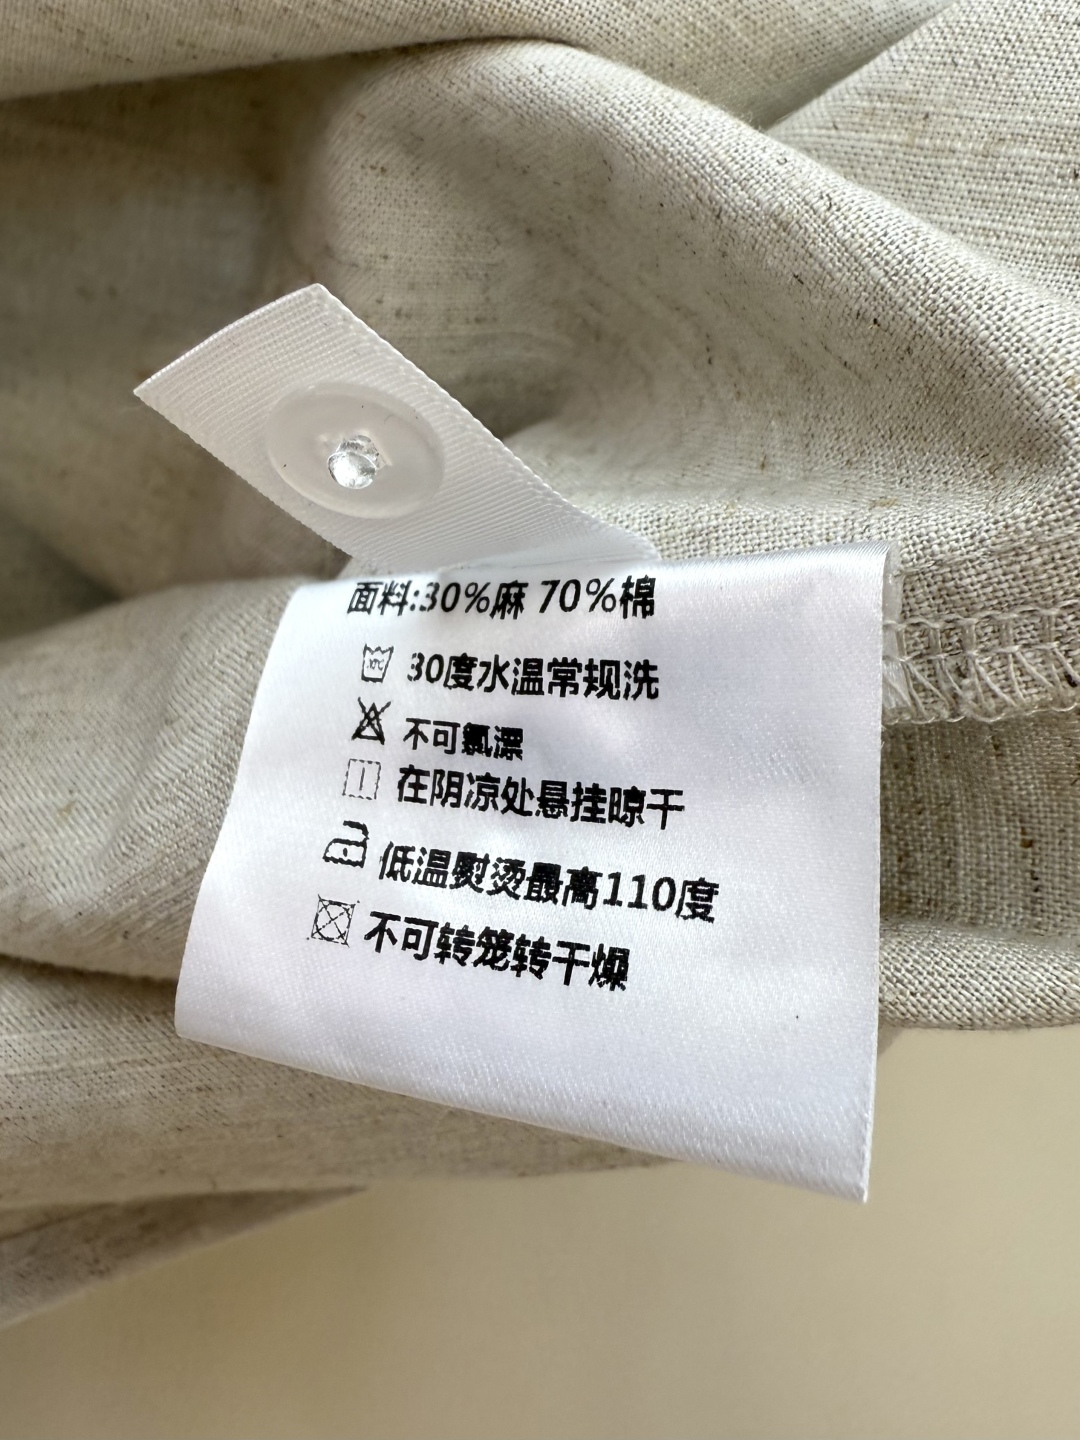 面料:30%麻 70%棉
30度水温常规洗
不可氯漂
在阴凉处悬挂晾干
低温熨烫最高110度
不可转笼转干燥